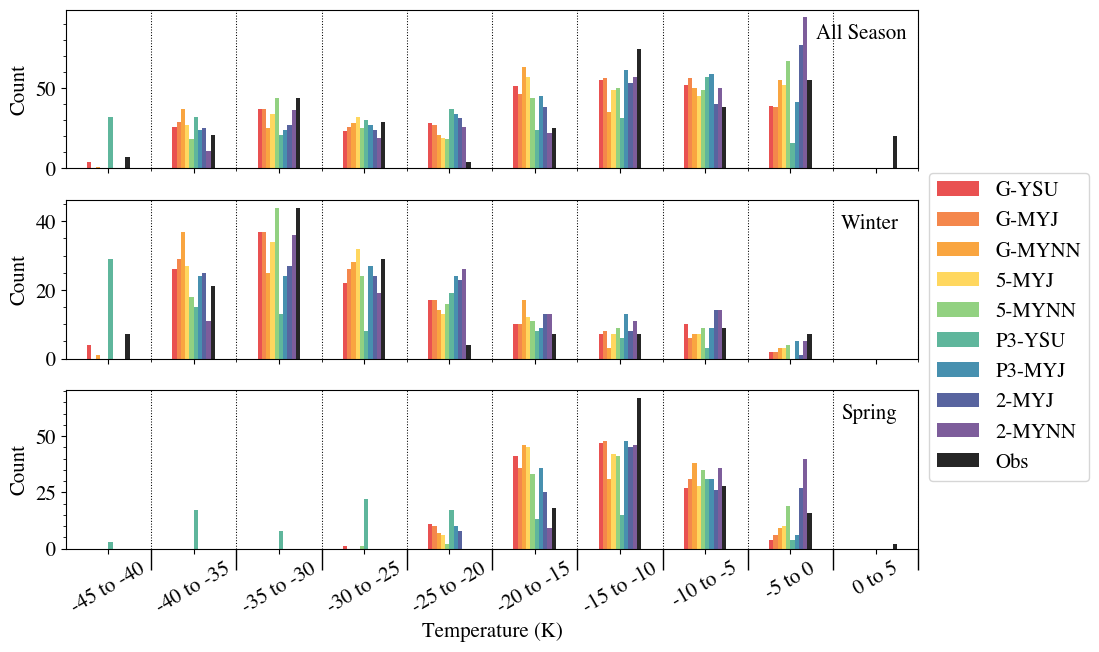 All Season
Count
50
0
Winter
Count
40
20
0
Spring
Count
50
25
0
-45 to -40
-40 to -35
-35 to -30
-30 to -25
-25 to -20
-20 to -15
-15 to -10
-10 to -5
-5 to 0
0 to 5
Temperature (K)
G-YSU
G-MYJ
G-MYNN
5-MYJ
5-MYNN
P3-YSU
P3-MYJ
2-MYJ
2-MYNN
Obs